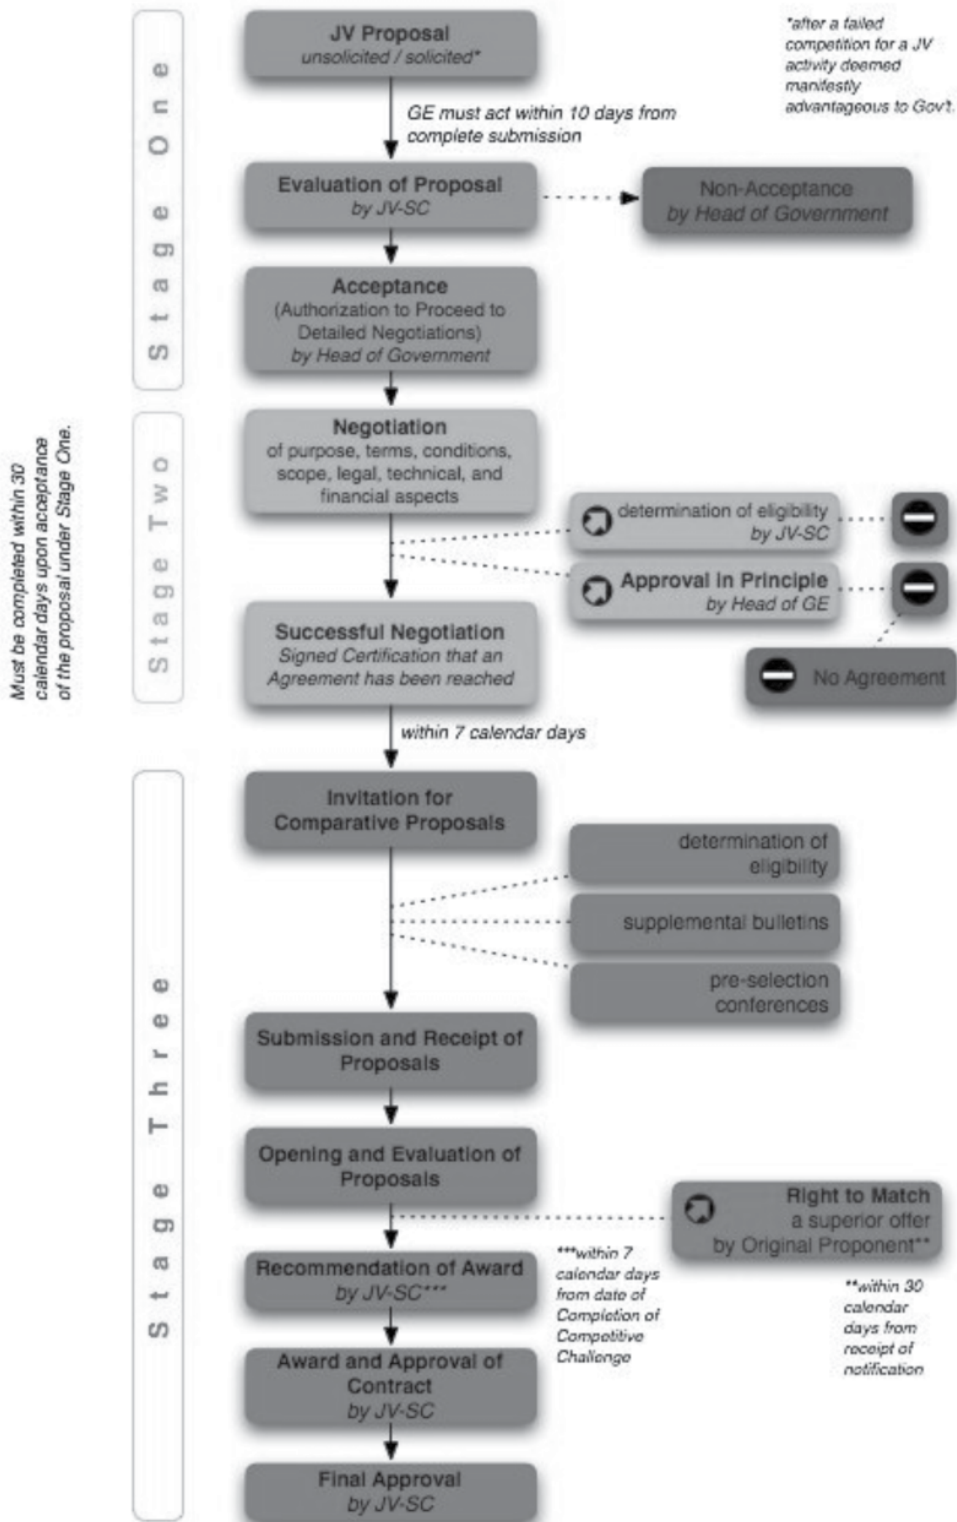 JV Proposal
unsolicited / solicited*
*after a failed
competition for a JV
activity deemed
manifestly
advantageous to Gov't.
GE must act within 10 days from
complete submission
Stage One
Evaluation of Proposal
by JV-SC
Non-Acceptance
by Head of Government
Acceptance
(Authorization to Proceed to
Detailed Negotiations)
by Head of Government
Must be completed within 30
calendar days upon acceptance
of the proposal under Stage One.
Stage Two
Negotiation
of purpose, terms, conditions,
scope, legal, technical, and
financial aspects
determination of eligibility
by JV-SC
Approval in Principle
by Head of GE
Successful Negotiation
Signed Certification that an
Agreement has been reached
No Agreement
within 7 calendar days
Stage Three
Invitation for
Comparative Proposals
determination of
eligibility
supplemental bulletins
pre-selection
conferences
Submission and Receipt of
Proposals
Opening and Evaluation of
Proposals
Right to Match
a superior offer
by Original Proponent**
***within 7
calendar days
from date of
Completion of
Competitive
Challenge
**within 30
calendar
days from
receipt of
notification
Recommendation of Award
by JV-SC***
Award and Approval of
Contract
by JV-SC
Final Approval
by JV-SC